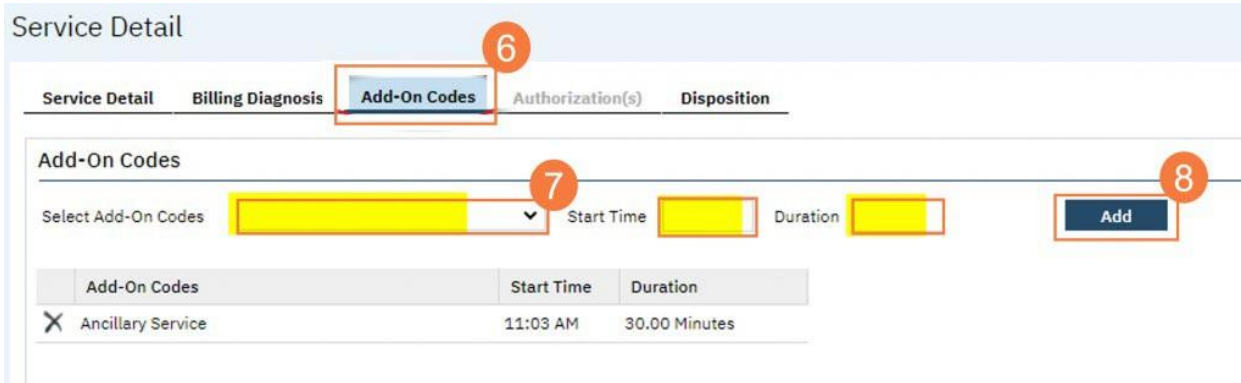 Service Detail
6
Service Detail Billing Diagnosis Add-On Codes Authorization(s) Disposition
Add-On Codes
7
8
Select Add-On Codes Start Time Duration Add
Add-On Codes Start Time Duration
Ancillary Service 11:03 AM 30.00 Minutes